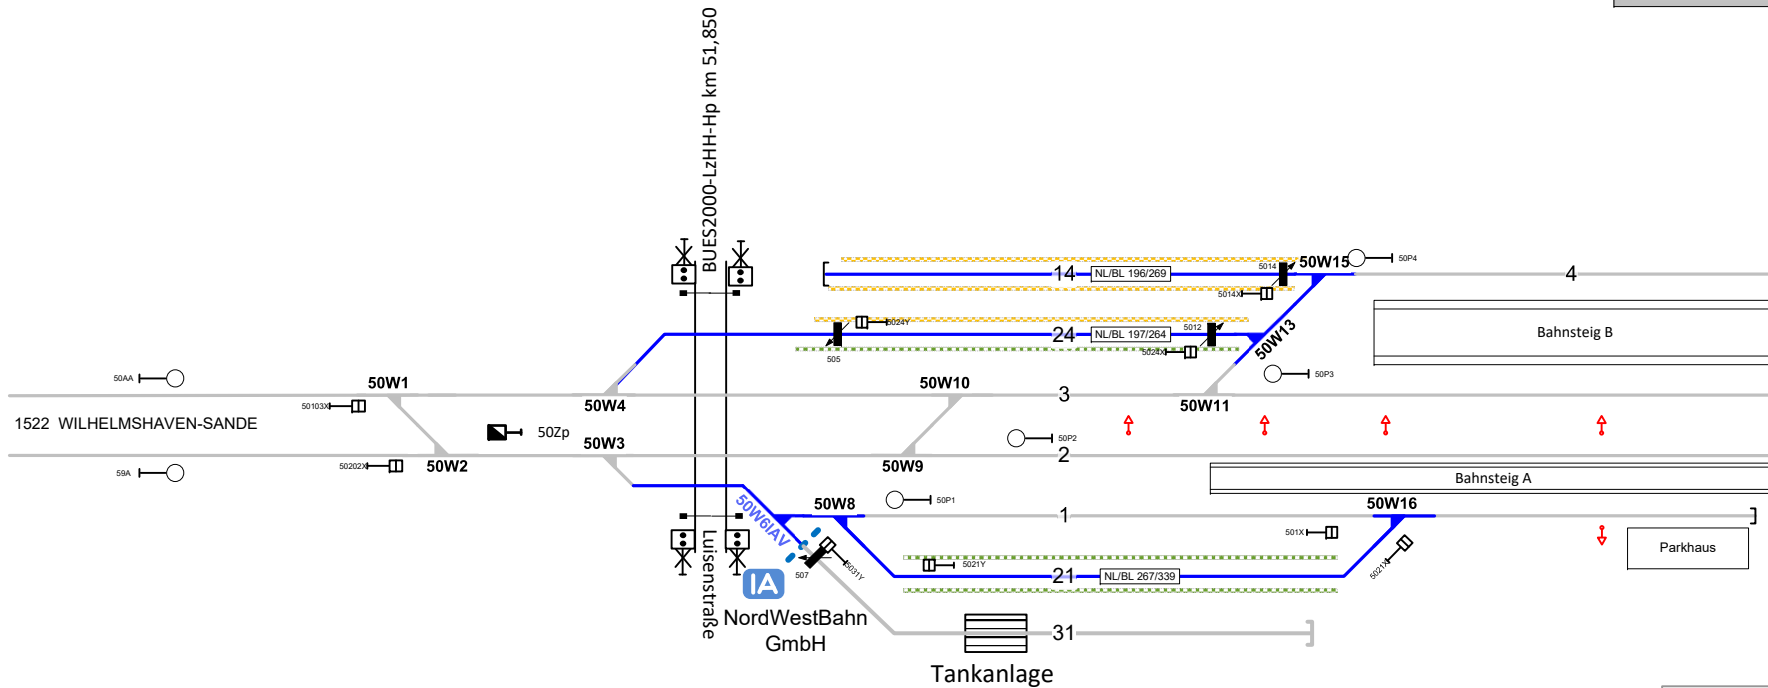 BUES2000-LzHH-Hp km 51,850
5014
50W15
50P4
14
NL/BL 196/269
4
5014X
5024Y
5012
50W13
Bahnsteig B
24
NL/BL 197/264
505
5024X
50AA
50W1
50W10
50P3
50103X
50W4
3
50W11
1522 WILHELMSHAVEN-SANDE
50Zp
50W3
50P2
2
59A
50202X
50W2
50W9
Bahnsteig A
50W6IAV
50W8
50P1
1
50W16
501X
Luisenstraße
Parkhaus
507
5031Y
5021Y
21
NL/BL 267/339
5021X
IA
NordWestBahn
GmbH
31
Tankanlage